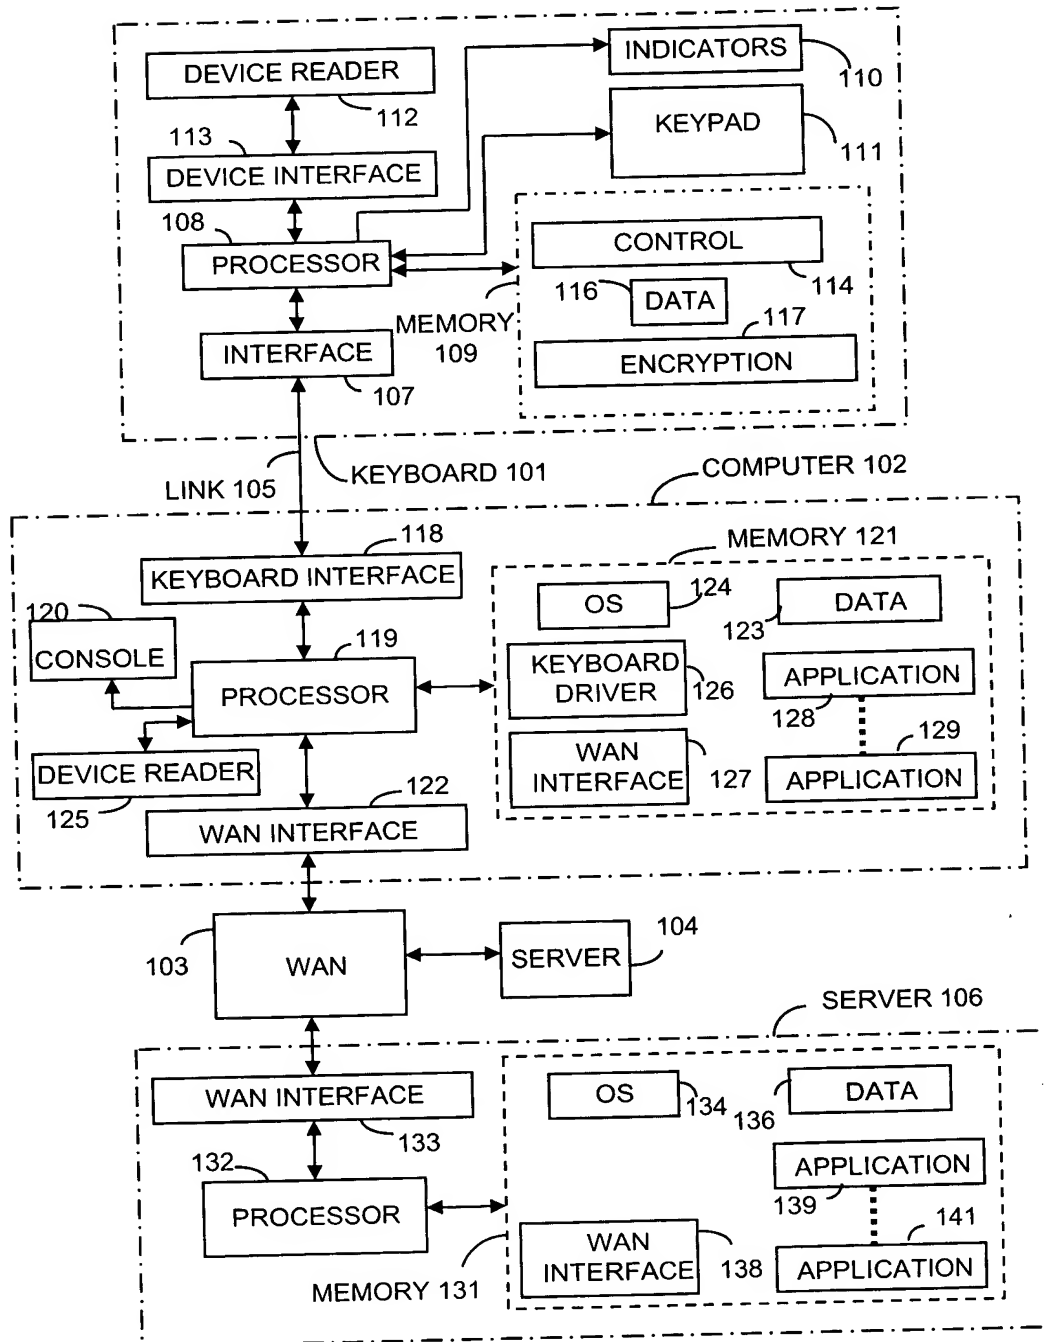 DEVICE READER
112
INDICATORS
110
KEYPAD
111
113
DEVICE INTERFACE
108
PROCESSOR
CONTROL
114
116
DATA
117
ENCRYPTION
MEMORY
109
INTERFACE
107
LINK 105
KEYBOARD 101
COMPUTER 102
118
KEYBOARD INTERFACE
MEMORY 121
OS
124
DATA
123
120
CONSOLE
119
PROCESSOR
KEYBOARD
DRIVER
126
APPLICATION
128
DEVICE READER
125
WAN
INTERFACE
127
129
APPLICATION
122
WAN INTERFACE
103
WAN
SERVER
104
SERVER 106
WAN INTERFACE
133
OS
134
DATA
136
132
PROCESSOR
APPLICATION
139
WAN
INTERFACE
138
141
APPLICATION
MEMORY 131